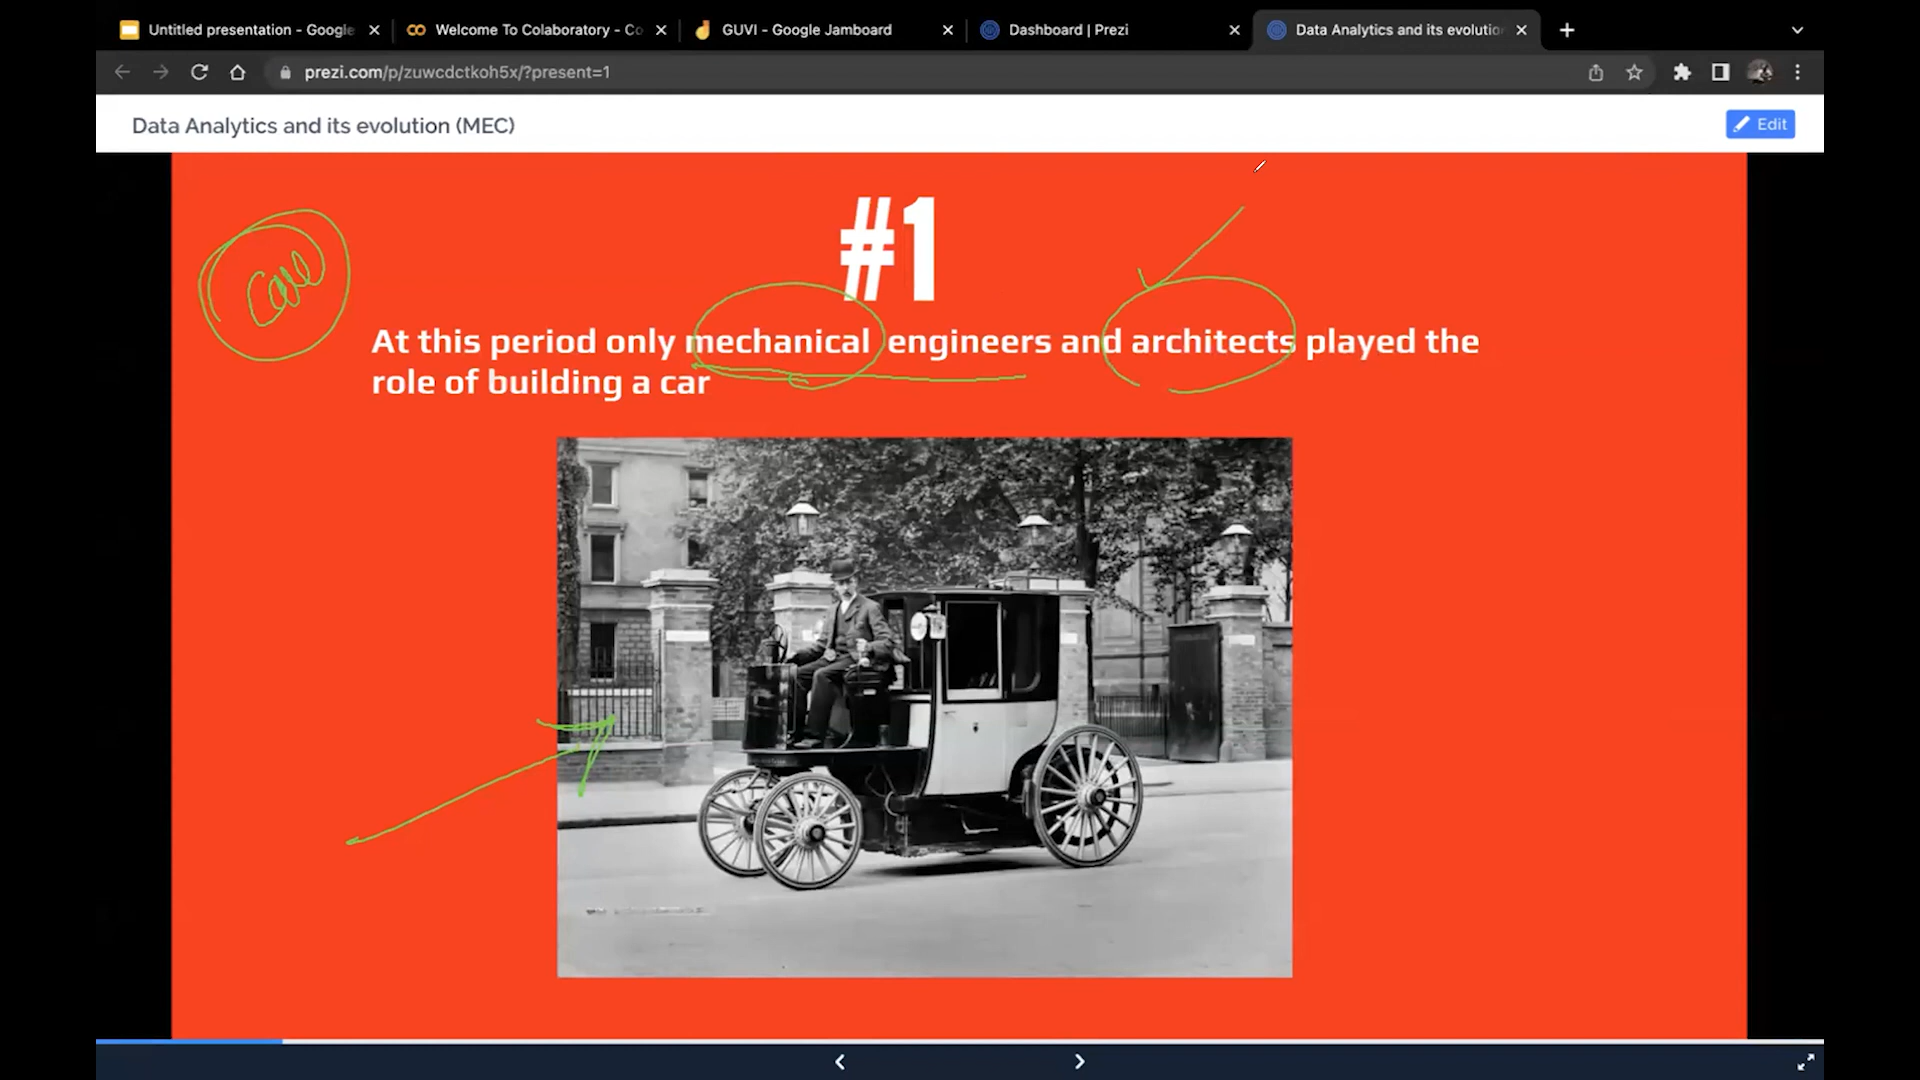 Untitled presentation - Google
Welcome To Colaboratory - Co
GUVI - Google Jamboard
Dashboard | Prezi
Data Analytics and its evolutio
prezi.com/p/zuwcdctkoh5x/?present=1
Data Analytics and its evolution (MEC)
Edit
#1
At this period only mechanical engineers and architects played the
role of building a car